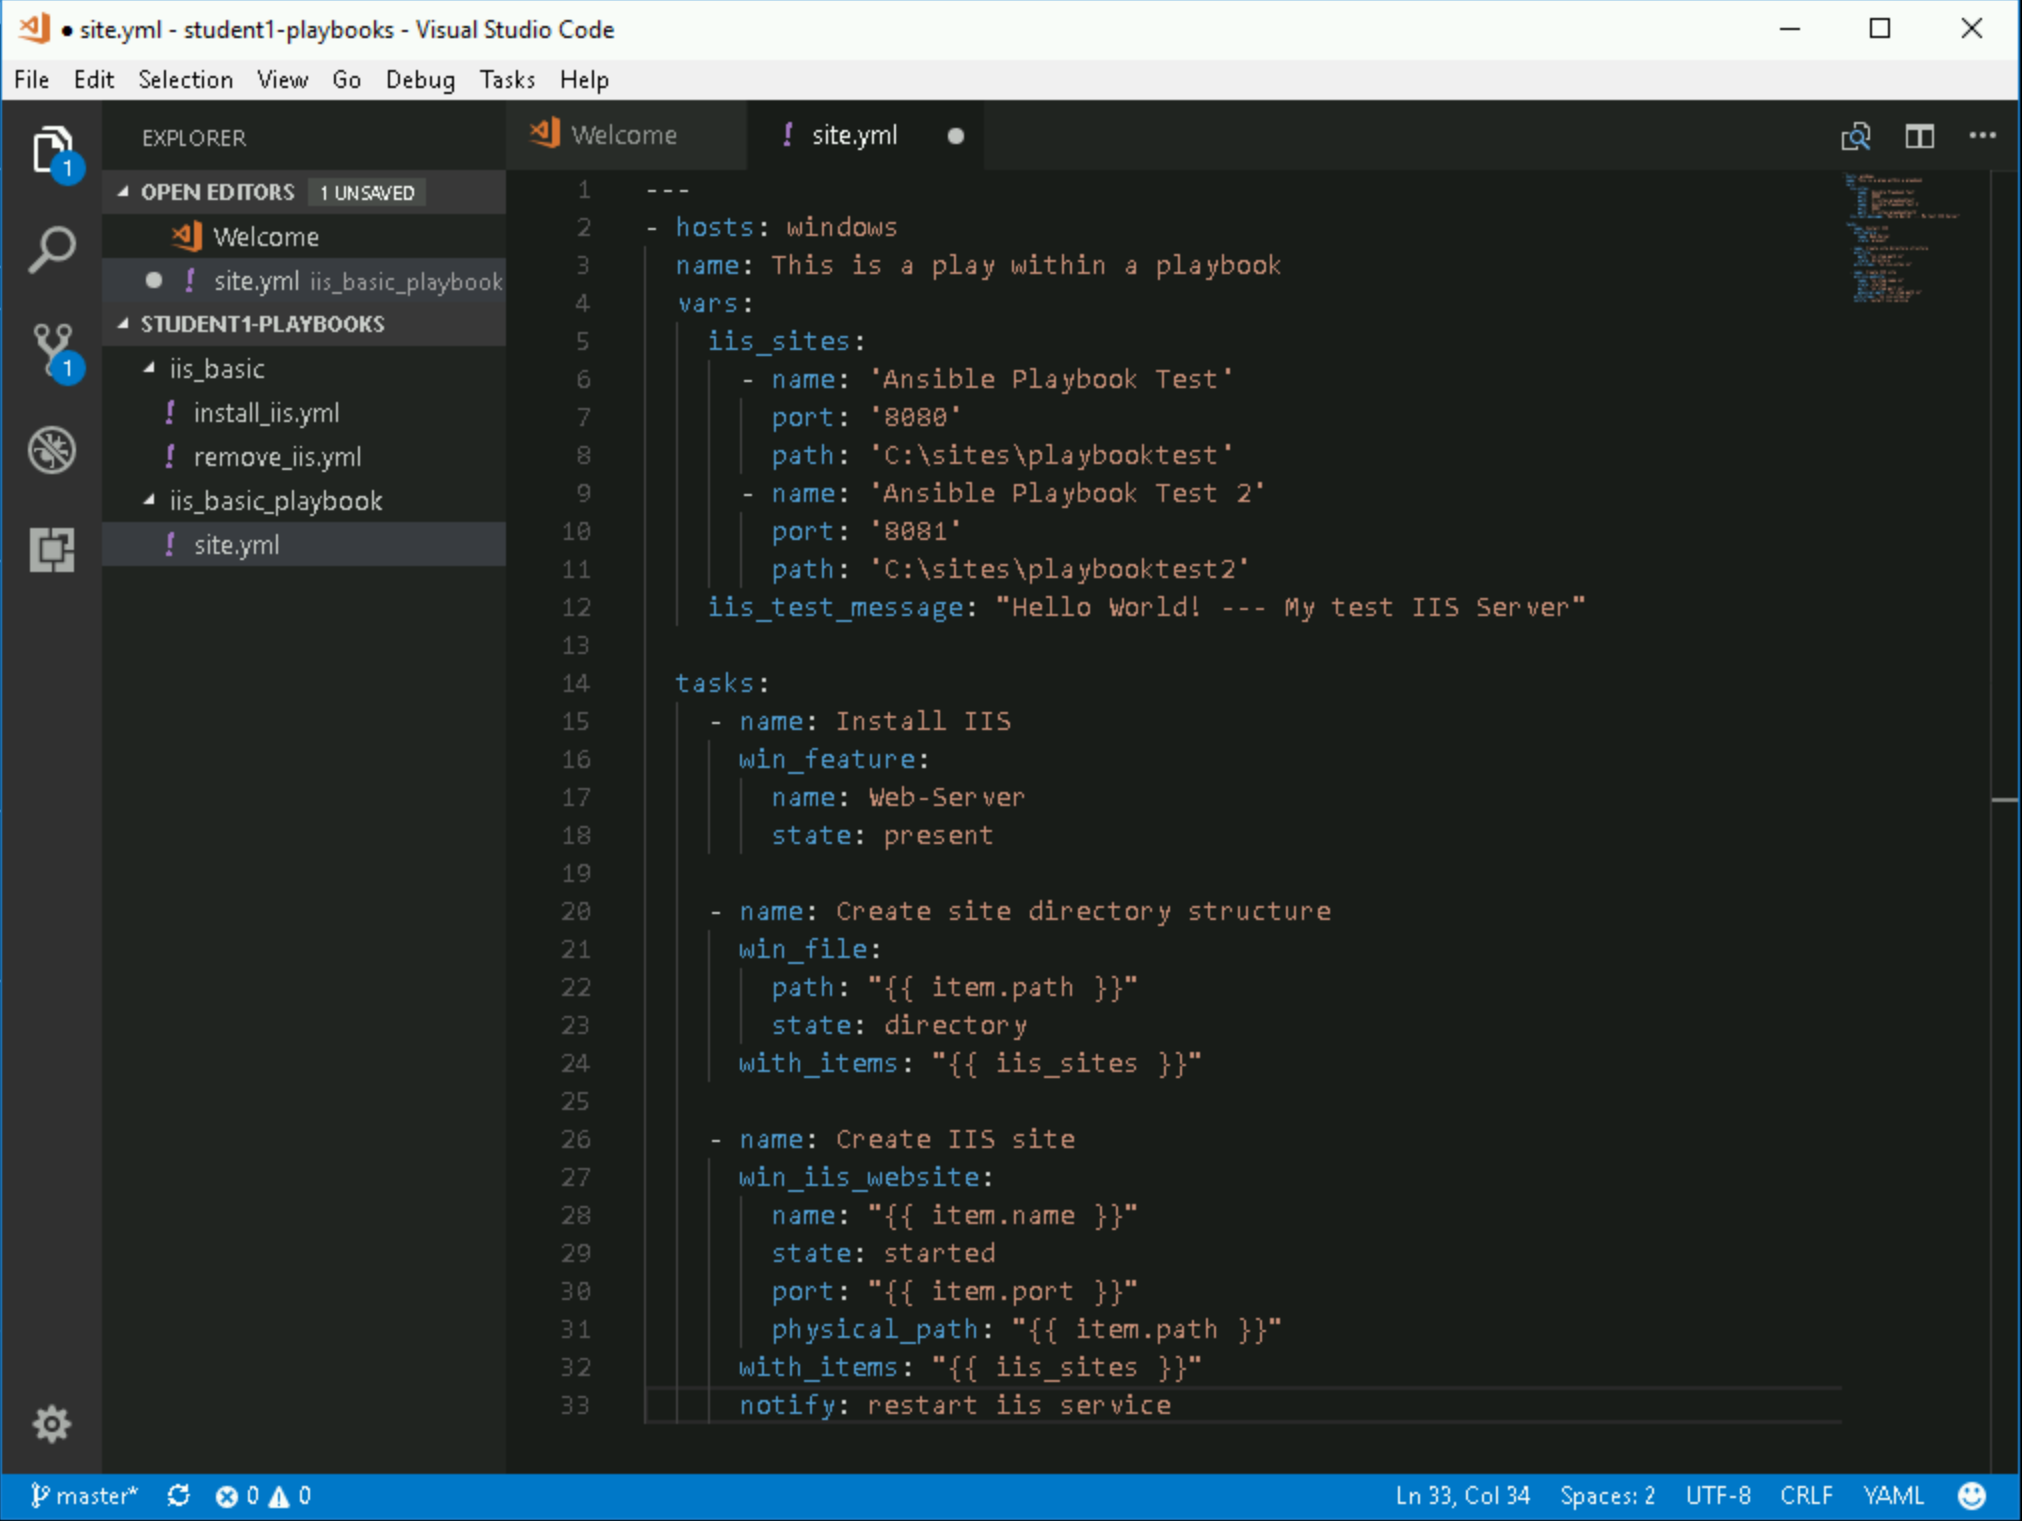 ● site.yml - student1-playbooks - Visual Studio Code
File Edit Selection View Go Debug Tasks Help
EXPLORER
OPEN EDITORS 1 UNSAVED
Welcome
site.yml iis_basic_playbook
STUDENT1-PLAYBOOKS
iis_basic
install_iis.yml
remove_iis.yml
iis_basic_playbook
site.yml
1
1
Welcome
site.yml
1 ---
2 - hosts: windows
3   name: This is a play within a playbook
4   vars:
5     iis_sites:
6       - name: 'Ansible Playbook Test'
7         port: '8080'
8         path: 'C:\sites\playbooktest'
9       - name: 'Ansible Playbook Test 2'
10         port: '8081'
11         path: 'C:\sites\playbooktest2'
12     iis_test_message: "Hello World! --- My test IIS Server"
13
14   tasks:
15     - name: Install IIS
16       win_feature:
17         name: Web-Server
18         state: present
19
20     - name: Create site directory structure
21       win_file:
22         path: "{{ item.path }}"
23         state: directory
24       with_items: "{{ iis_sites }}"
25
26     - name: Create IIS site
27       win_iis_website:
28         name: "{{ item.name }}"
29         state: started
30         port: "{{ item.port }}"
31         physical_path: "{{ item.path }}"
32       with_items: "{{ iis_sites }}"
33       notify: restart iis service
master* 0 0 Ln 33, Col 34 Spaces: 2 UTF-8 CRLF YAML